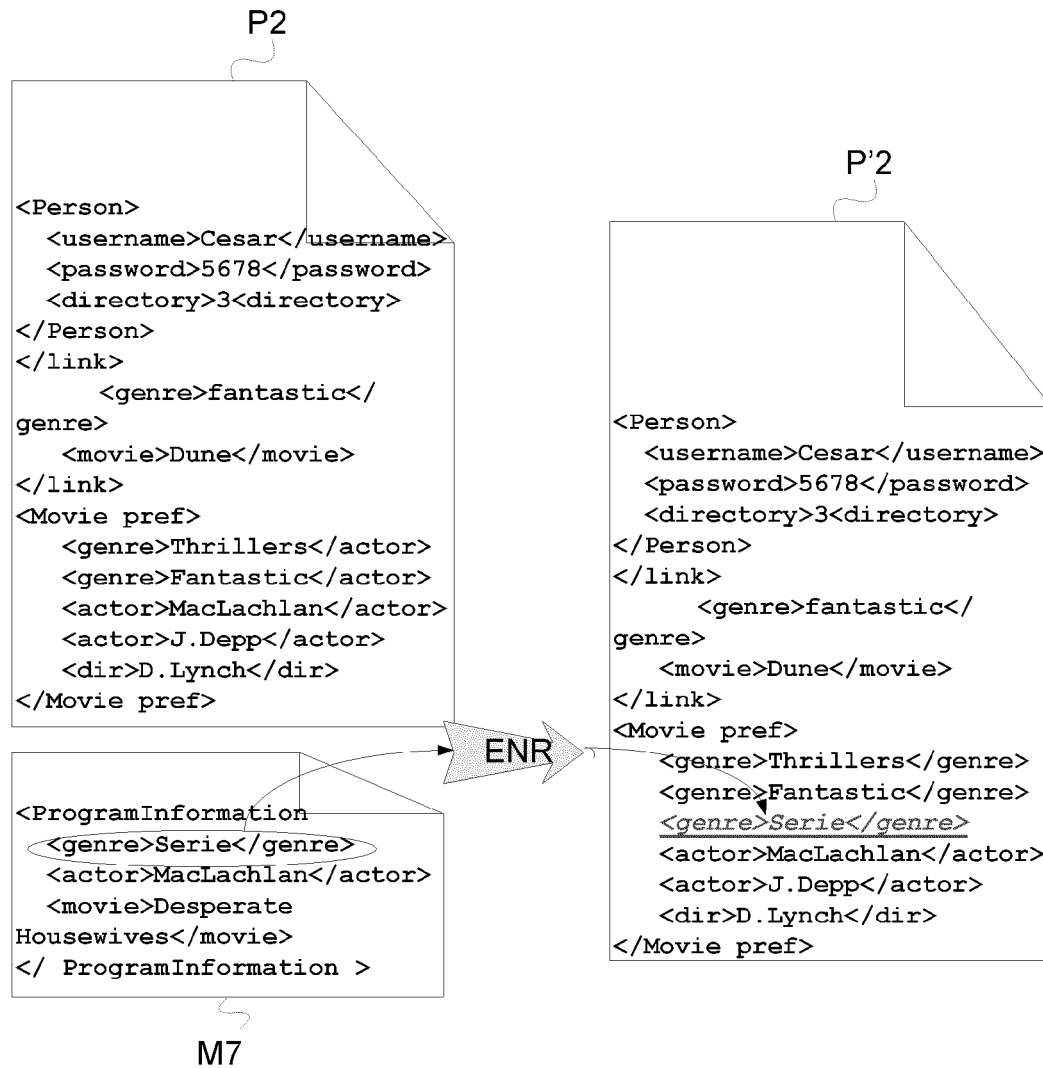 P2
<Person>
<username>Cesar</username>
<password>5678</password>
<directory>3<directory>
</Person>
</link>
<genre>fantastic</
genre>
<movie>Dune</movie>
</link>
<Movie pref>
<genre>Thrillers</actor>
<genre>Fantastic</actor>
<actor>MacLachlan</actor>
<actor>J.Depp</actor>
<dir>D.Lynch</dir>
</Movie pref>
ENR
<ProgramInformation
<genre>Serie</genre>
<actor>MacLachlan</actor>
<movie>Desperate
Housewives</movie>
</ ProgramInformation >
M7
P'2
<Person>
<username>Cesar</username>
<password>5678</password>
<directory>3<directory>
</Person>
</link>
<genre>fantastic</
genre>
<movie>Dune</movie>
</link>
<Movie pref>
<genre>Thrillers</genre>
<genre>Fantastic</genre>
<genre>Serie</genre>
<actor>MacLachlan</actor>
<actor>J.Depp</actor>
<dir>D.Lynch</dir>
</Movie pref>